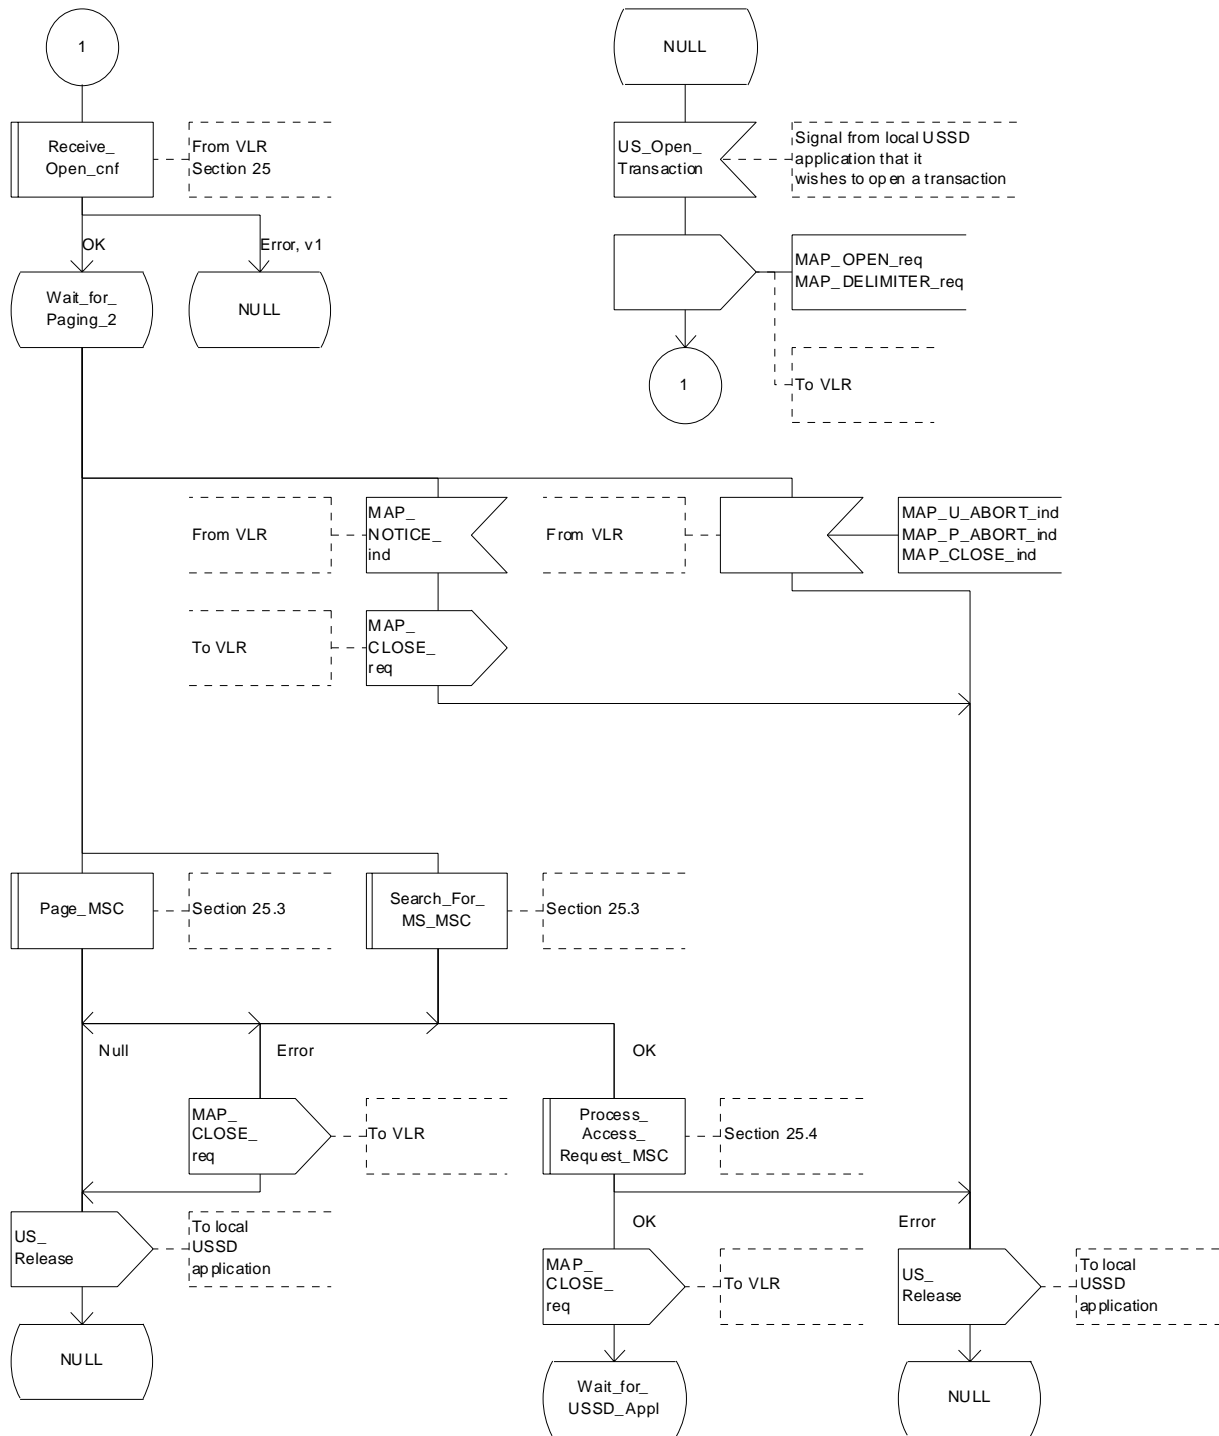 1
NULL
Receive_
Open_cnf
From VLR
Section 25
US_Open_
Transaction
Signal from local USSD
application that it
wishes to open a transaction
OK
Error, v1
MAP_OPEN_req
MAP_DELIMITER_req
Wait_for_
Paging_2
NULL
1
To VLR
From VLR
MAP_
NOTICE_
ind
From VLR
MAP_U_ABORT_ind
MAP_P_ABORT_ind
MAP_CLOSE_ind
To VLR
MAP_
CLOSE_
req
Page_MSC
Section 25.3
Search_For_
MS_MSC
Section 25.3
Null
Error
OK
MAP_
CLOSE_
req
To VLR
Process_
Access_
Request_MSC
Section 25.4
US_
Release
To local
USSD
application
OK
Error
MAP_
CLOSE_
req
To VLR
US_
Release
To local
USSD
application
NULL
Wait_for_
USSD_Appl
NULL